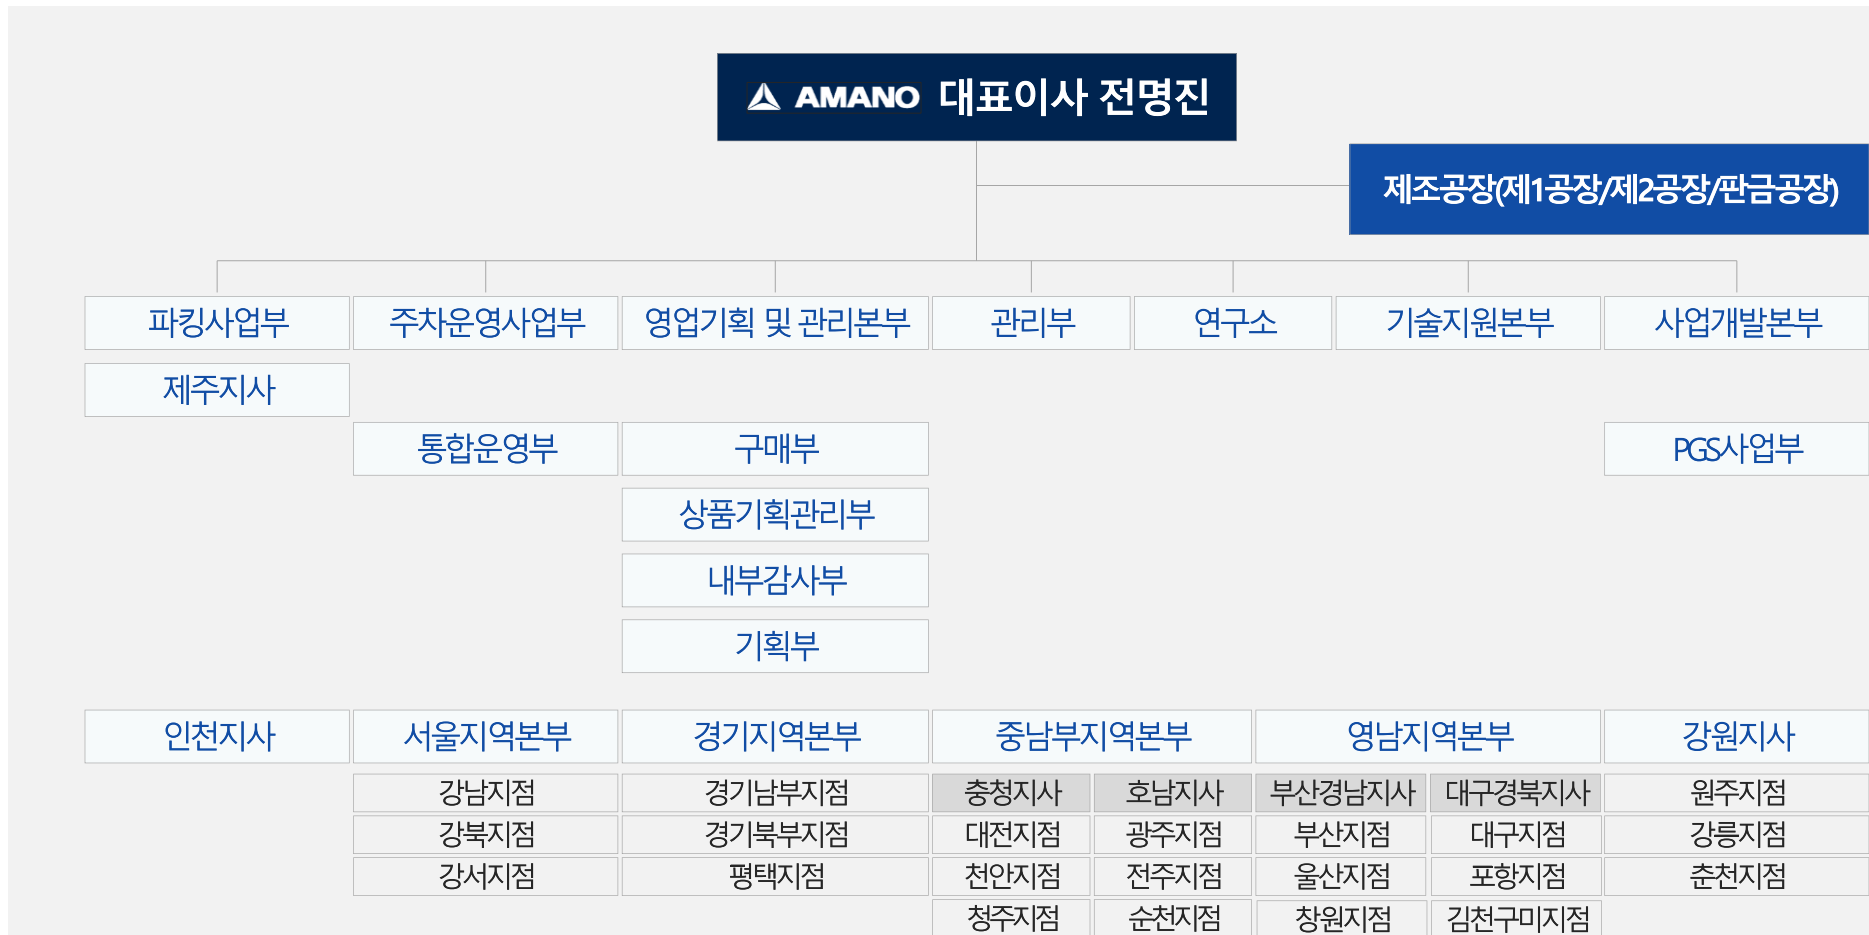 AMANO 대표이사 전명진
제조공장(제1공장/제2공장/판금공장)
파킹사업부 주차운영사업부 영업기획 및 관리본부 관리부 연구소 기술지원본부 사업개발본부
제주지사
통합운영부 구매부 PGS사업부
상품기획관리부
내부감사부
기획부
인천지사 서울지역본부 경기지역본부 중남부지역본부 영남지역본부 강원지사
강남지점 경기남부지점 충청지사 호남지사 부산경남지사 대구경북지사 원주지점
강북지점 경기북부지점 대전지점 광주지점 부산지점 대구지점 강릉지점
강서지점 평택지점 천안지점 전주지점 울산지점 포항지점 춘천지점
청주지점 순천지점 창원지점 김천구미지점